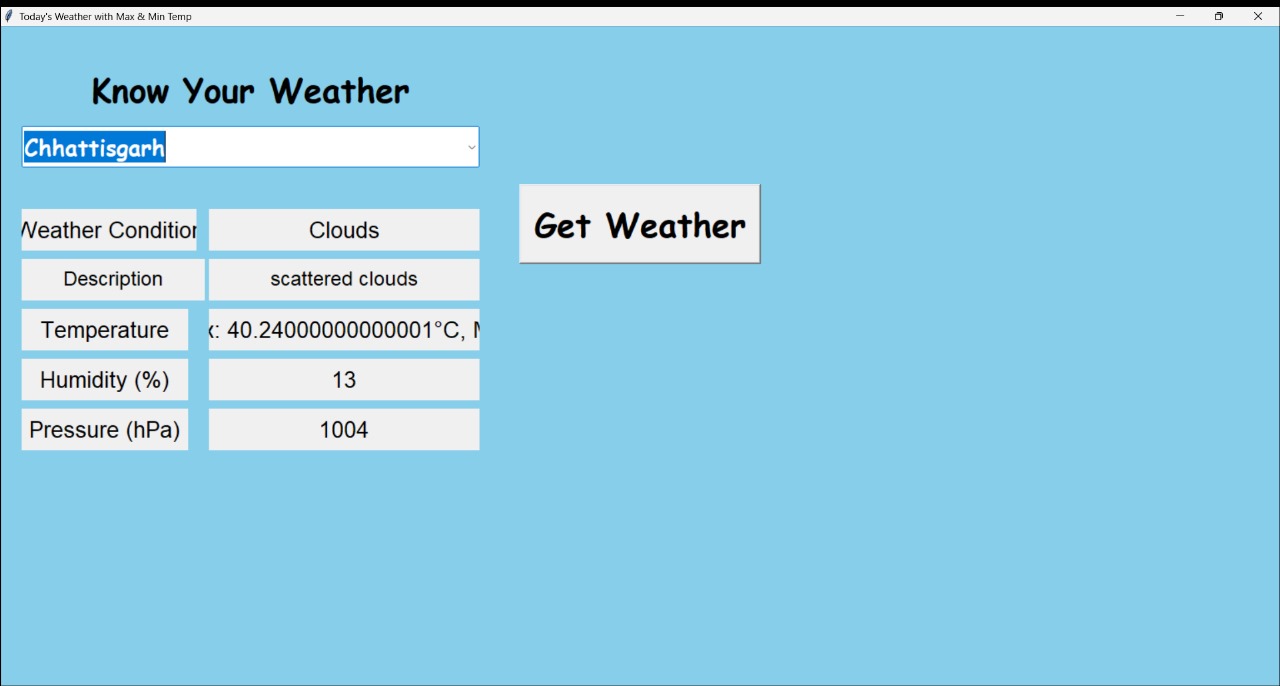 Today's Weather with Max & Min Temp
Know Your Weather
Chhattisgarh
Get Weather
Weather Condition
Clouds
Description
scattered clouds
Temperature
x: 40.24000000000001°C, M
Humidity (%)
13
Pressure (hPa)
1004